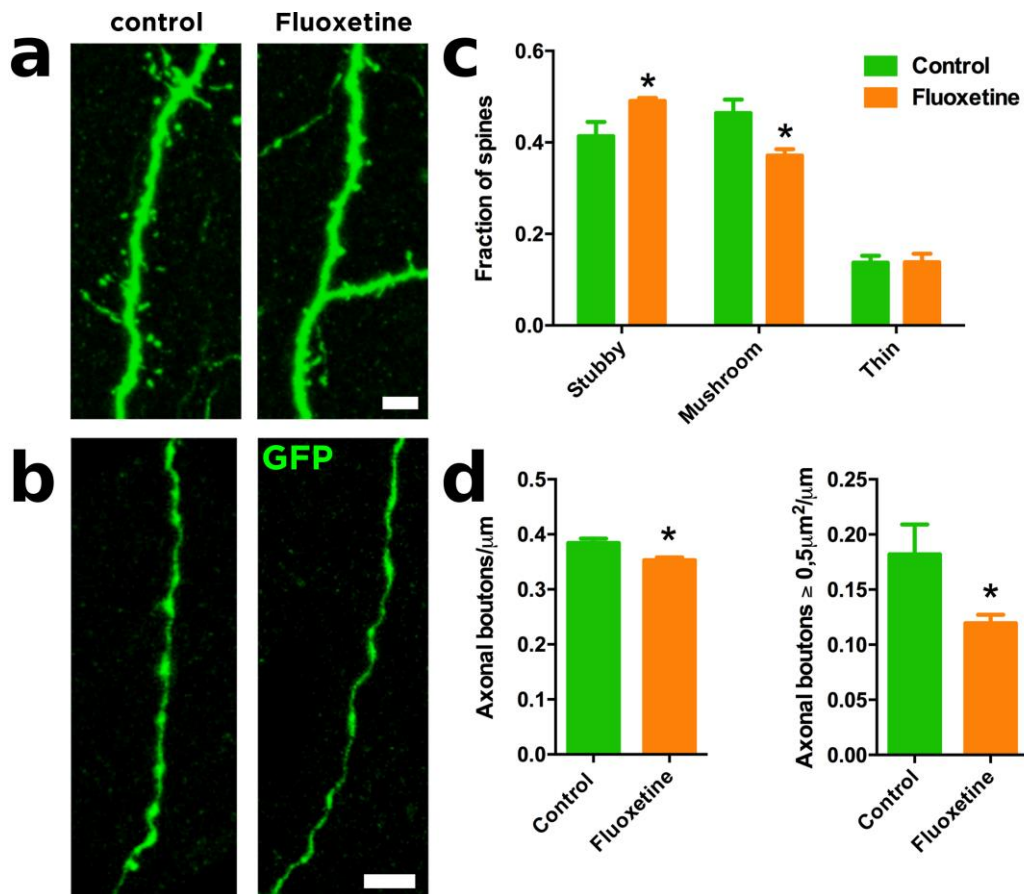 control Fluoxetine
a
b
GFP
c
Control
Fluoxetine
Fraction of spines
0.6
0.4
0.2
0.0
*
*
Stubby
Mushroom
Thin
d
Axonal boutons/μm
0.5
0.4
0.3
0.2
0.1
0.0
*
Control
Fluoxetine
Axonal boutons ≥ 0,5μm²/μm
0.25
0.20
0.15
0.10
0.05
0.00
*
Control
Fluoxetine